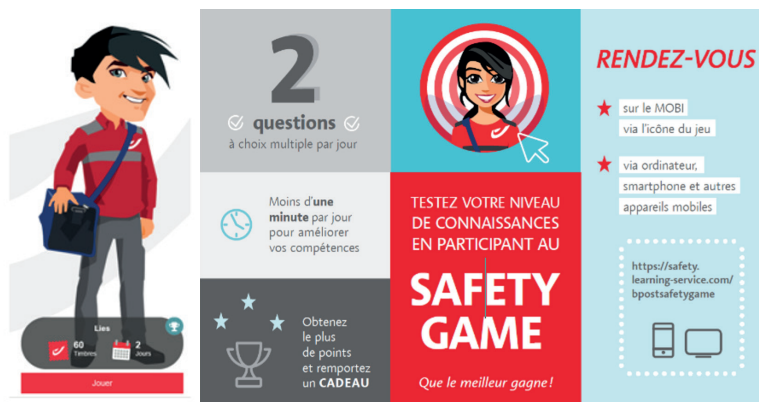 Lies
60
Timbres
2
Jours
Jouer
2
questions
à choix multiple par jour
Moins d'une
minute par jour
pour améliorer
vos compétences
Obtenez
le plus
de points
et remportez
un CADEAU
TESTEZ VOTRE NIVEAU
DE CONNAISSANCES
EN PARTICIPANT AU
SAFETY
GAME
Que le meilleur gagne !
RENDEZ-VOUS
sur le MOBI
via l'icône du jeu
via ordinateur,
smartphone et autres
appareils mobiles
https://safety.
learning-service.com/
bpostsafetygame